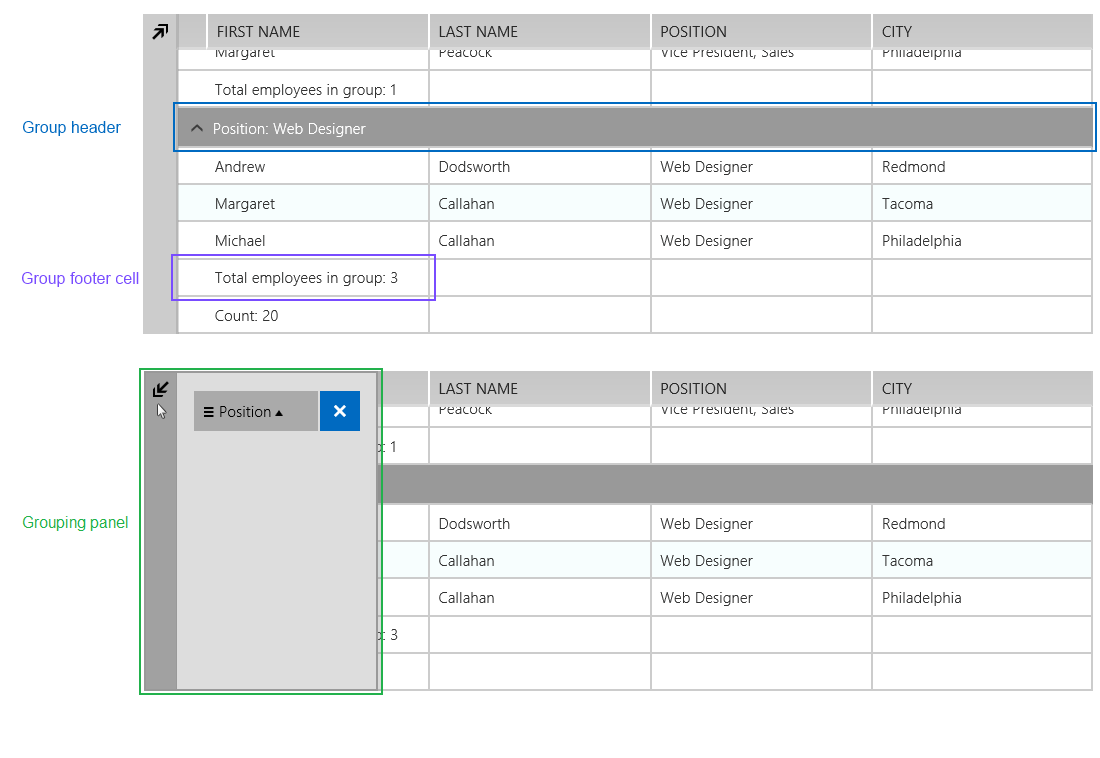 FIRST NAME LAST NAME POSITION CITY
Margaret Peacock Vice President, Sales Philadelphia
Total employees in group: 1
Group header
Position: Web Designer
Andrew Dodsworth Web Designer Redmond
Margaret Callahan Web Designer Tacoma
Michael Callahan Web Designer Philadelphia
Group footer cell
Total employees in group: 3
Count: 20
LAST NAME POSITION CITY
Position
Peacock Vice President, Sales Philadelphia
p: 1
Grouping panel
Dodsworth Web Designer Redmond
Callahan Web Designer Tacoma
Callahan Web Designer Philadelphia
p: 3